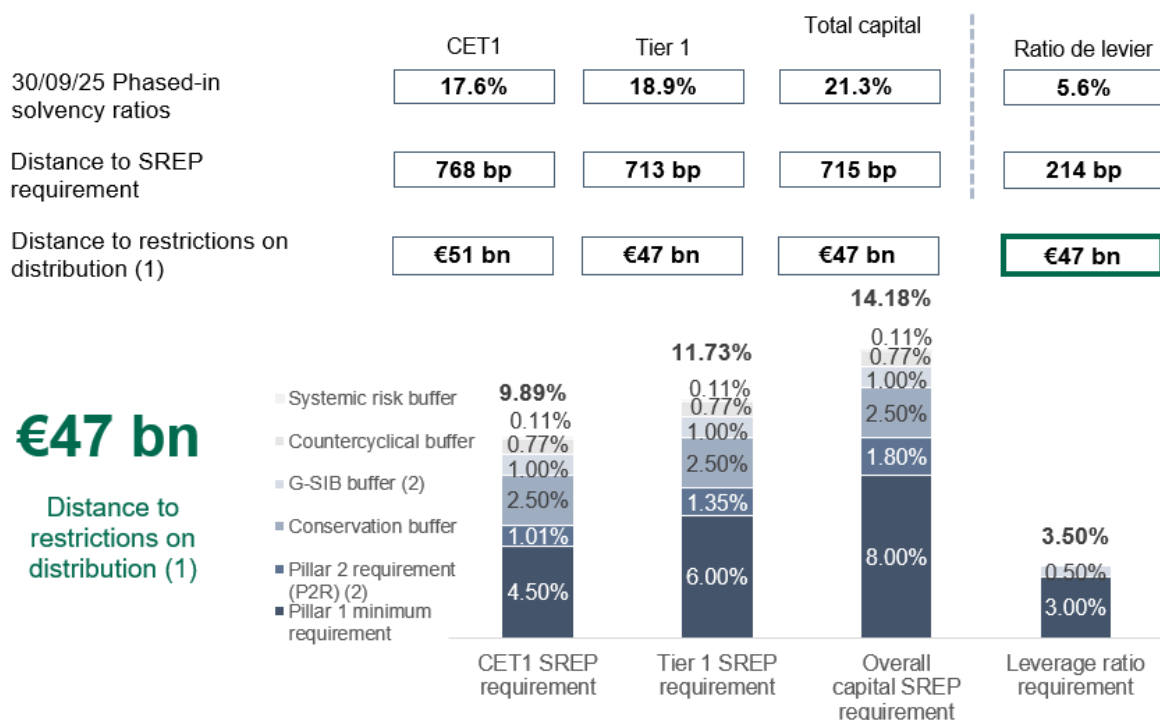 CET1
Tier 1
Total capital
Ratio de levier
30/09/25 Phased-in
solvency ratios
17.6%
18.9%
21.3%
5.6%
Distance to SREP
requirement
768 bp
713 bp
715 bp
214 bp
Distance to restrictions on
distribution (1)
€51 bn
€47 bn
€47 bn
€47 bn
€47 bn
Distance to
restrictions on
distribution (1)
Systemic risk buffer
Countercyclical buffer
G-SIB buffer (2)
Conservation buffer
Pillar 2 requirement
(P2R) (2)
Pillar 1 minimum
requirement
9.89%
0.11%
0.77%
1.00%
2.50%
1.01%
4.50%
CET1 SREP
requirement
11.73%
0.11%
0.77%
1.00%
2.50%
1.35%
6.00%
Tier 1 SREP
requirement
14.18%
0.11%
0.77%
1.00%
2.50%
1.80%
8.00%
Overall
capital SREP
requirement
3.50%
0.50%
3.00%
Leverage ratio
requirement